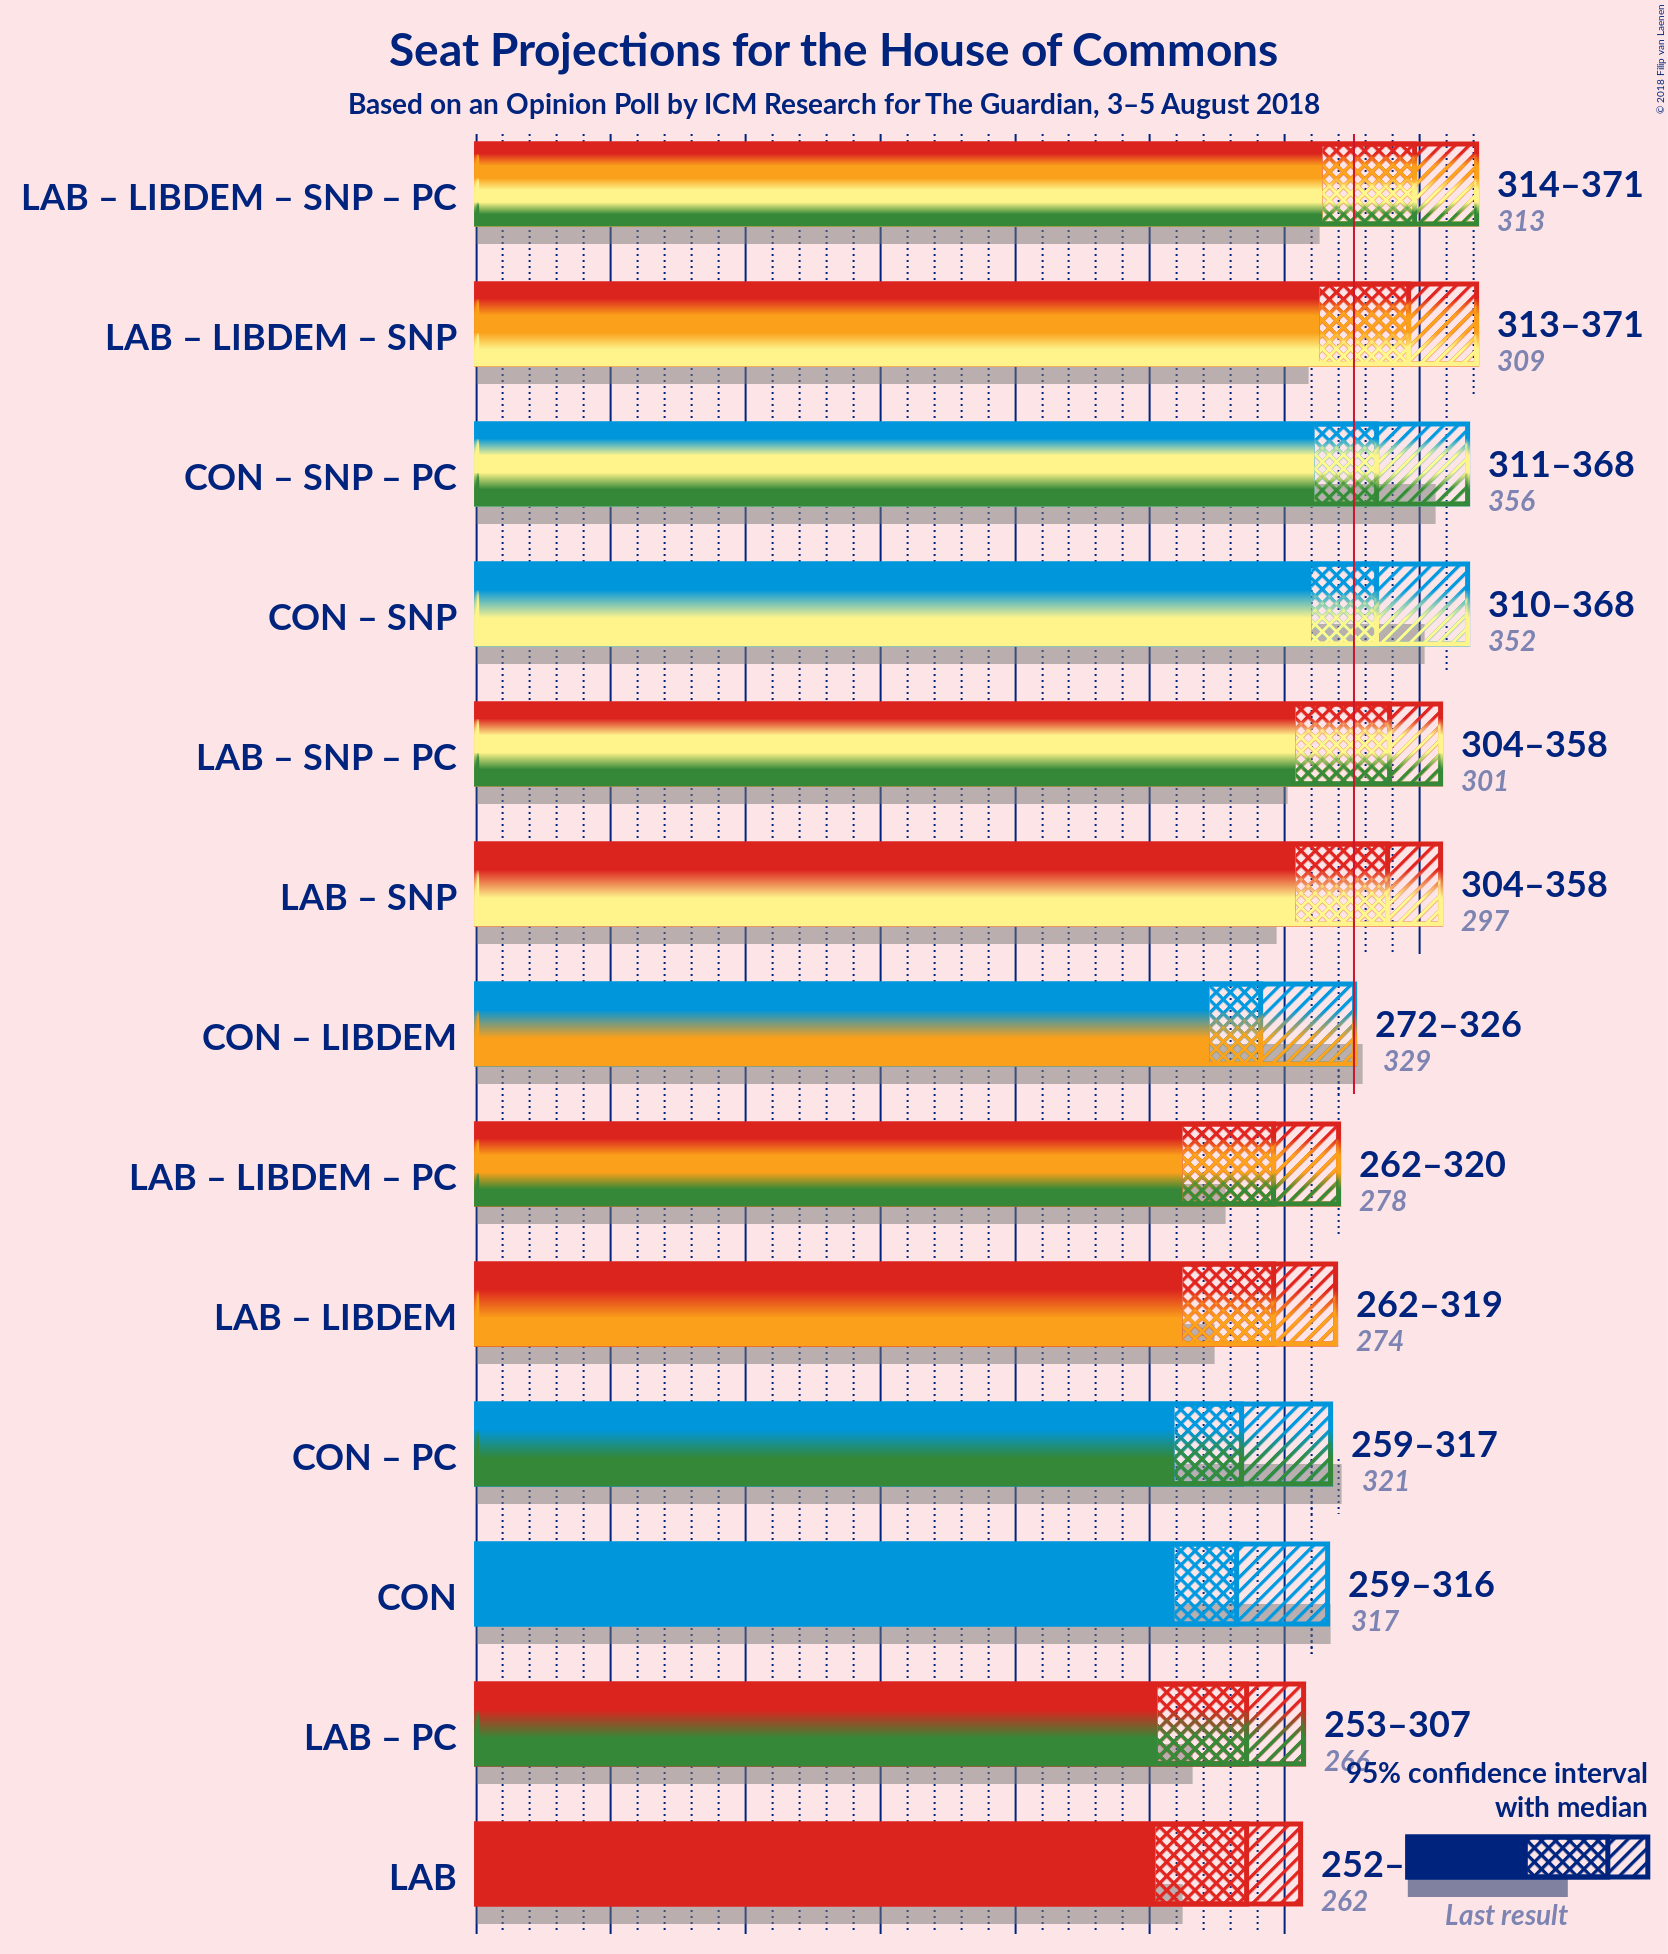 © 2018 Filip van Laenen
Seat Projections for the House of Commons
Based on an Opinion Poll by ICM Research for The Guardian, 3–5 August 2018
LAB – LIBDEM – SNP – PC
314–371
313
LAB – LIBDEM – SNP
313–371
309
CON – SNP – PC
311–368
356
CON – SNP
310–368
352
LAB – SNP – PC
304–358
301
LAB – SNP
304–358
297
CON – LIBDEM
272–326
329
LAB – LIBDEM – PC
262–320
278
LAB – LIBDEM
262–319
274
CON – PC
259–317
321
CON
259–316
317
LAB – PC
253–307
266
95% confidence interval
with median
LAB
252–
262
Last result